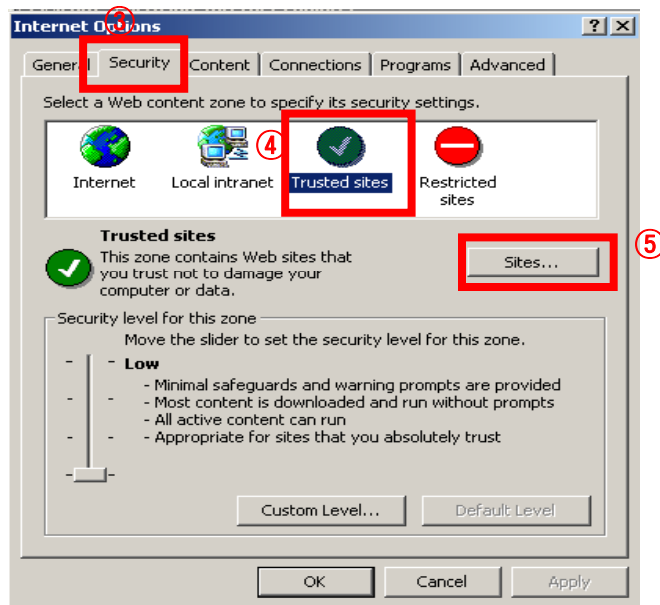 Internet Options
③
General Security Content Connections Programs Advanced
Select a Web content zone to specify its security settings.
④
Internet Local intranet Trusted sites Restricted
sites
Trusted sites
⑤
This zone contains Web sites that
you trust not to damage your
computer or data.
Sites...
Security level for this zone
Move the slider to set the security level for this zone.
Low
- Minimal safeguards and warning prompts are provided
- Most content is downloaded and run without prompts
- All active content can run
- Appropriate for sites that you absolutely trust
Custom Level... Default Level
OK Cancel Apply